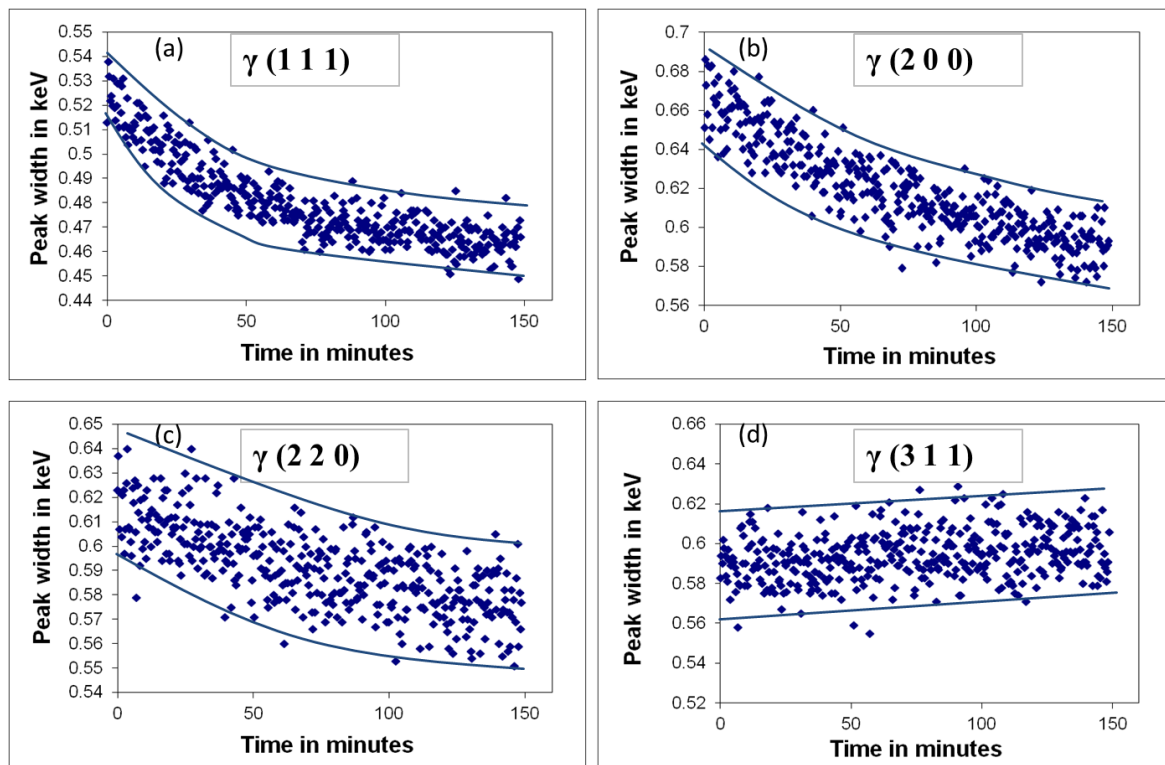 (a)
γ (1 1 1)
Peak width in keV
0.55
0.54
0.53
0.52
0.51
0.5
0.49
0.48
0.47
0.46
0.45
0.44
0 50 100 150
Time in minutes
(b)
γ (2 0 0)
Peak width in keV
0.7
0.68
0.66
0.64
0.62
0.6
0.58
0.56
0 50 100 150
Time in minutes
(c)
γ (2 2 0)
Peak width in keV
0.65
0.64
0.63
0.62
0.61
0.6
0.59
0.58
0.57
0.56
0.55
0.54
0 50 100 150
Time in minutes
(d)
γ (3 1 1)
Peak width in keV
0.66
0.64
0.62
0.6
0.58
0.56
0.54
0.52
0 50 100 150
Time in minutes